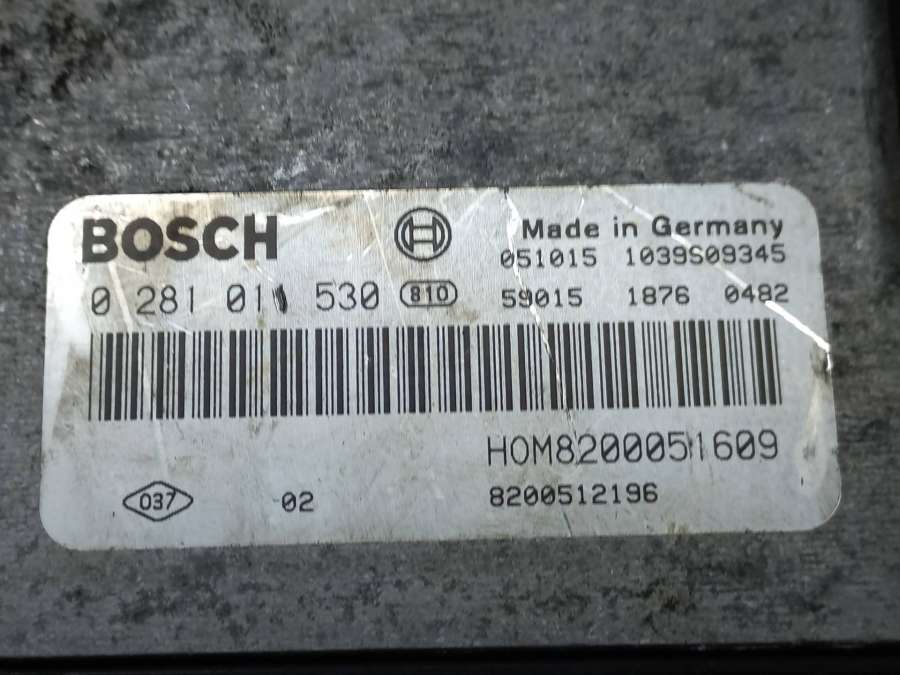 BOSCH
Made in Germany
051015 1039S09345
0 281 011 530 810
59015 1876 0482
HOM8200051609
037 02 8200512196